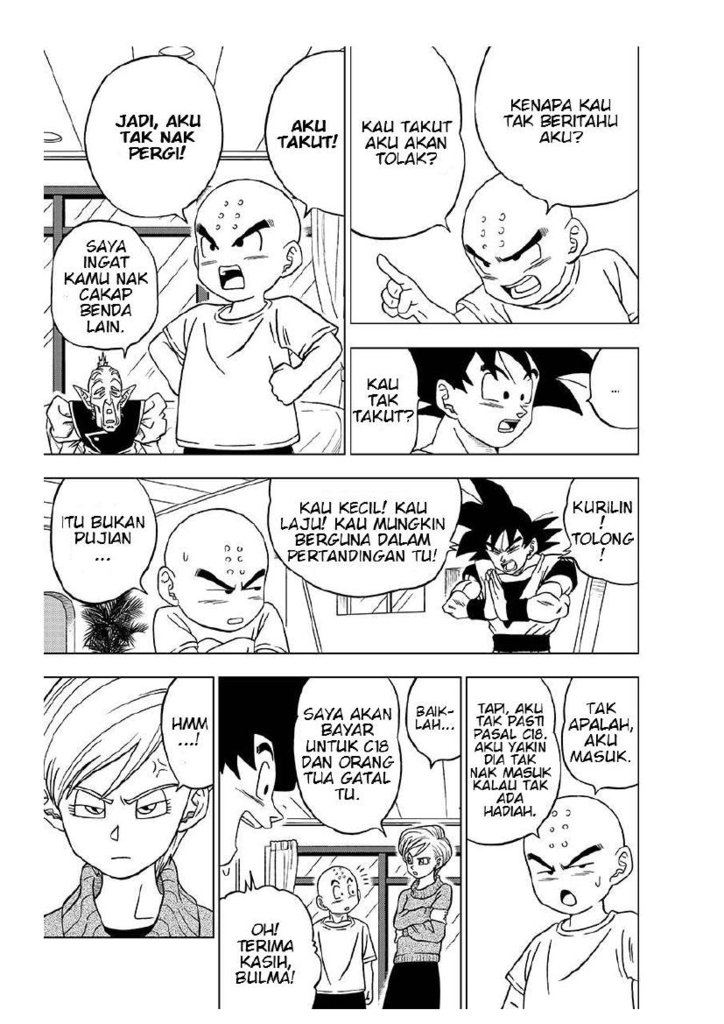 KENAPA KAU
TAK BERITAHU
AKU?
KAU TAKUT
AKU AKAN
TOLAK?
AKU
TAKUT!
JADI, AKU
TAK NAK
PERGI!
SAYA
INGAT
KAMU NAK
CAKAP
BENDA
LAIN.
...
KAU
TAK
TAKUT?
KURILIN
!
TOLONG
!
KAU KECIL! KAU
LAJU! KAU MUNGKIN
BERGUNA DALAM
PERTANDINGAN TU!
ITU BUKAN
PUJIAN
...
TAK
APALAH,
AKU
MASUK.
TAPI, AKU
TAK PASTI
PASAL C18.
AKU YAKIN
DIA TAK
NAK MASUK
KALAU TAK
ADA
HADIAH.
BAIK-
LAH...
SAYA AKAN
BAYAR
UNTUK C18
DAN ORANG
TUA GATAL
TU.
OH!
TERIMA
KASIH,
BULMA!
HMM
...!